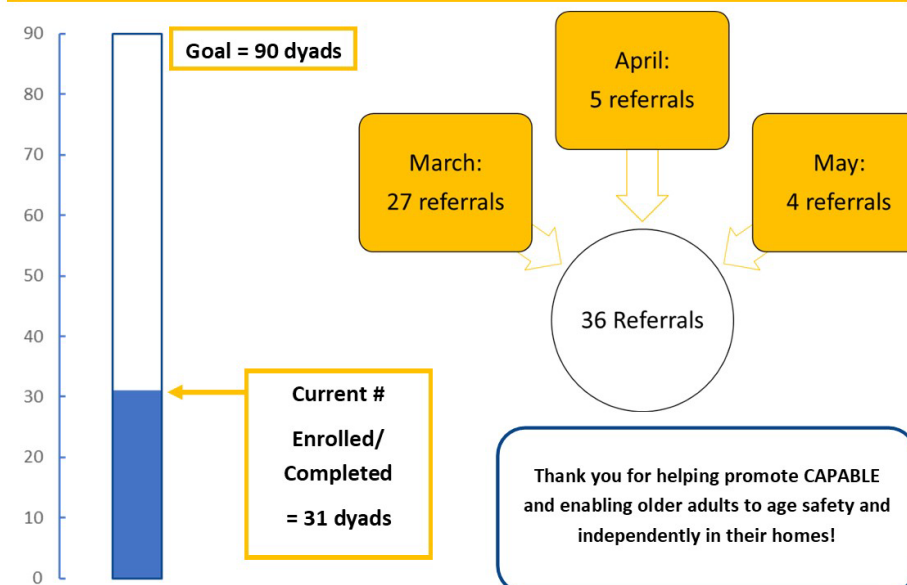 90
80
70
60
50
40
30
20
10
0
Goal = 90 dyads
Current #
Enrolled/
Completed
= 31 dyads
March:
27 referrals
April:
5 referrals
May:
4 referrals
36 Referrals
Thank you for helping promote CAPABLE
and enabling older adults to age safety and
independently in their homes!